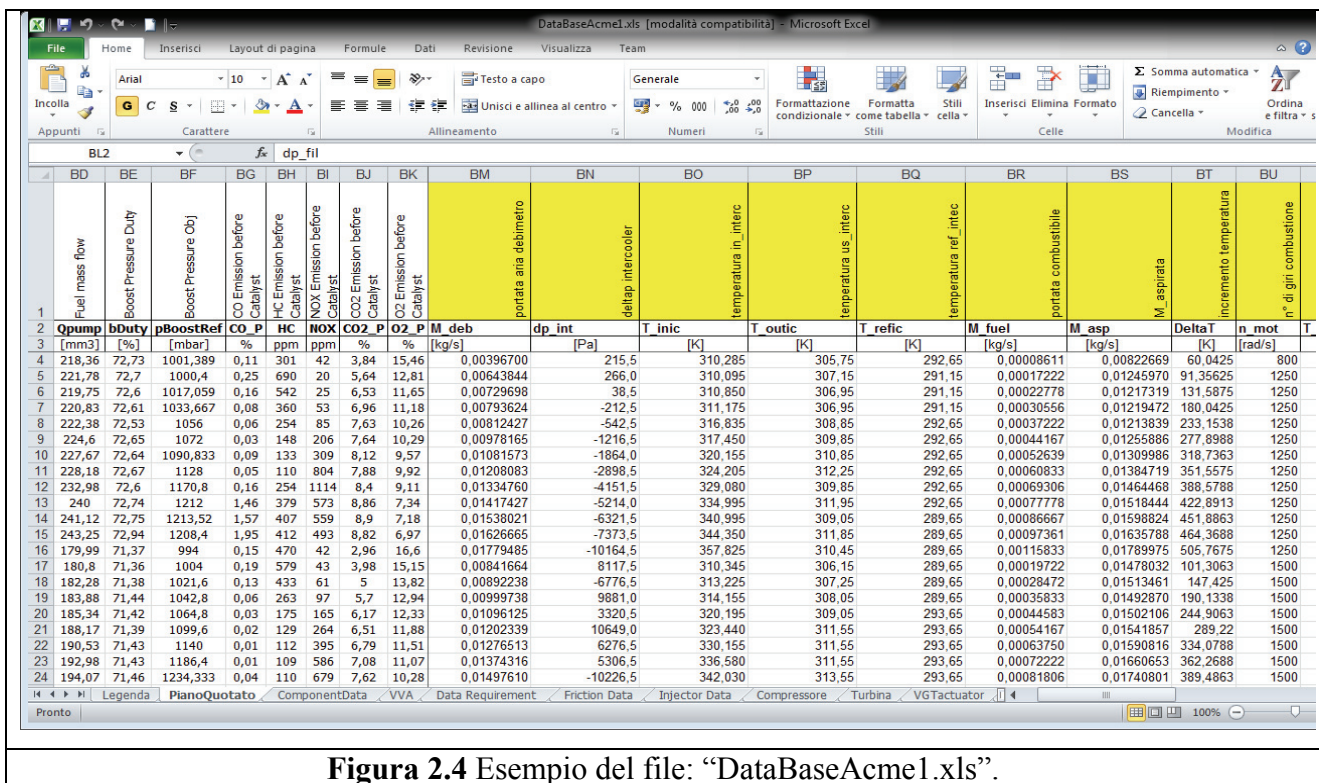 DataBaseAcme1.xls [modalità compatibilità] - Microsoft Excel
File Home Inserisci Layout di pagina Formule Dati Revisione Visualizza Team
Incolla
Arial 10
G C S
Testo a capo
Unisci e allinea al centro
Generale
% 000
Formattazione condizionale
Formatta come tabella
Stili cella
Inserisci Elimina Formato
Σ Somma automatica
Riempimento
Cancella
Ordina e filtra
Appunti Carattere Allineamento Numeri Stili Celle Modifica
BL2 fx dp_fil
BD BE BF BG BH BI BJ BK BM BN BO BP BQ BR BS BT BU
1
Fuel mass flow
Boost Pressure Duty
Boost Pressure Obj
CO Emission before Catalyst
HC Emission before Catalyst
NOX Emission before Catalyst
CO2 Emission before Catalyst
O2 Emission before Catalyst
portata aria debimetro
deltap intercooler
temperatura in_interc
tenperatura us_interc
temperatura ref_intec
portata combustibile
M_aspirata
incremento temperatura
n° di giri combustione
2 Qpump bDuty pBoostRef CO_P HC NOX CO2_P O2_P M_deb dp_int T_inic T_outic T_refic M_fuel M_asp DeltaT n_mot T_
3 [mm3] [%] [mbar] % ppm ppm % % [kg/s] [Pa] [K] [K] [K] [kg/s] [kg/s] [K] [rad/s]
4 218,36 72,73 1001,389 0,11 301 42 3,84 15,46 0,00396700 215,5 310,285 305,75 292,65 0,00008611 0,00822669 60,0425 800
5 221,78 72,7 1000,4 0,25 690 20 5,64 12,81 0,00643844 266,0 310,095 307,15 291,15 0,00017222 0,01245970 91,35625 1250
6 219,75 72,6 1017,059 0,16 542 25 6,53 11,65 0,00729698 38,5 310,850 306,95 291,15 0,00022778 0,01217319 131,5875 1250
7 220,83 72,61 1033,667 0,08 360 53 6,96 11,18 0,00793624 -212,5 311,175 306,95 291,15 0,00030556 0,01219472 180,0425 1250
8 222,38 72,53 1056 0,06 254 85 7,63 10,26 0,00812427 -542,5 316,835 308,85 292,65 0,00037222 0,01213839 233,1538 1250
9 224,6 72,65 1072 0,03 148 206 7,64 10,29 0,00978165 -1216,5 317,450 309,85 292,65 0,00044167 0,01255886 277,8988 1250
10 227,67 72,64 1090,833 0,09 133 309 8,12 9,57 0,01081573 -1864,0 320,155 310,85 292,65 0,00052639 0,01309986 318,7363 1250
11 228,18 72,67 1128 0,05 110 804 7,88 9,92 0,01208083 -2898,5 324,205 312,25 292,65 0,00060833 0,01384719 351,5575 1250
12 232,98 72,6 1170,8 0,16 254 1114 8,4 9,11 0,01334760 -4151,5 329,080 309,85 292,65 0,00069306 0,01464468 388,5788 1250
13 240 72,74 1212 1,46 379 573 8,86 7,34 0,01417427 -5214,0 334,995 311,95 292,65 0,00077778 0,01518444 422,8913 1250
14 241,12 72,75 1213,52 1,57 407 559 8,9 7,18 0,01538021 -6321,5 340,995 309,05 289,65 0,00086667 0,01598824 451,8863 1250
15 243,25 72,94 1208,4 1,95 412 493 8,82 6,97 0,01626665 -7373,5 344,350 311,85 289,65 0,00097361 0,01635788 464,3688 1250
16 179,99 71,37 994 0,15 470 42 2,96 16,6 0,01779485 -10164,5 357,825 310,45 289,65 0,00115833 0,01789975 505,7675 1250
17 180,8 71,36 1004 0,19 579 43 3,98 15,15 0,00841664 8117,5 310,345 306,15 289,65 0,00019722 0,01478032 101,3063 1500
18 182,28 71,38 1021,6 0,13 433 61 5 13,82 0,00892238 -6776,5 313,225 307,25 289,65 0,00028472 0,01513461 147,425 1500
19 183,88 71,44 1042,8 0,06 263 97 5,7 12,94 0,00999738 9881,0 314,155 308,05 289,65 0,00035833 0,01492870 190,1338 1500
20 185,34 71,42 1064,8 0,03 175 165 6,17 12,33 0,01096125 3320,5 320,195 309,05 293,65 0,00044583 0,01502106 244,9063 1500
21 188,17 71,39 1099,6 0,02 129 264 6,51 11,88 0,01202339 10649,0 323,440 311,55 293,65 0,00054167 0,01541857 289,22 1500
22 190,53 71,43 1140 0,01 112 395 6,79 11,51 0,01276513 6276,5 330,155 311,55 293,65 0,00063750 0,01590816 334,0788 1500
23 192,98 71,43 1186,4 0,01 109 586 7,08 11,07 0,01374316 5306,5 336,580 311,55 293,65 0,00072222 0,01660653 362,2688 1500
24 194,07 71,46 1234,333 0,04 110 679 7,62 10,28 0,01497610 -10226,5 342,030 313,55 293,65 0,00081806 0,01740801 389,4863 1500
Legenda PianoQuotato ComponentData VVA Data Requirement Friction Data Injector Data Compressore Turbina VGTactuator
Pronto 100%
Figura 2.4 Esempio del file: “DataBaseAcme1.xls”.